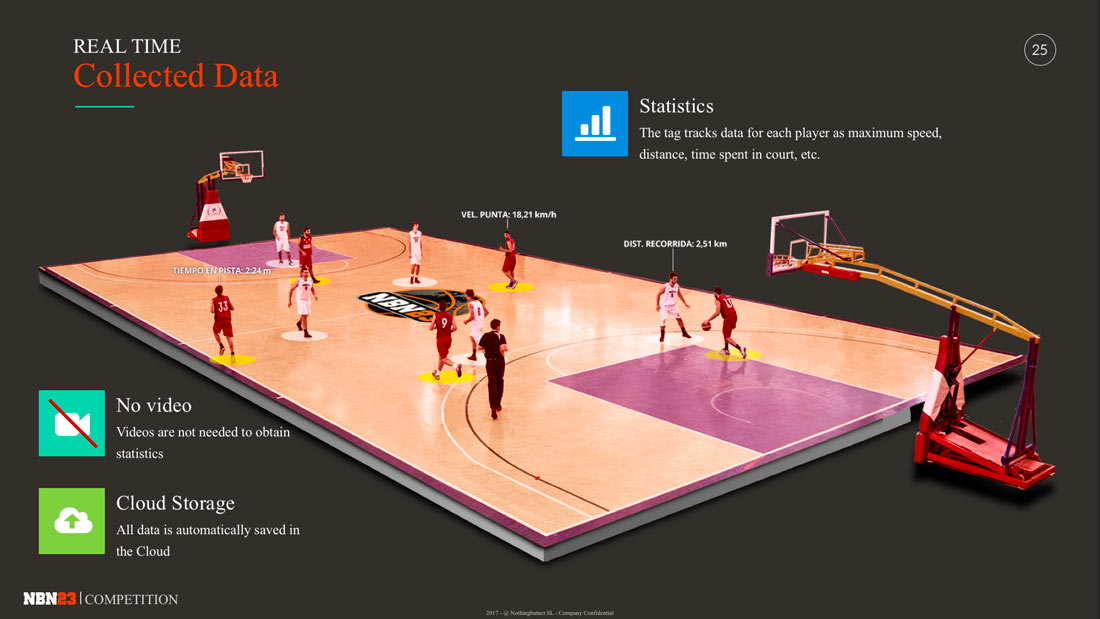 REAL TIME
Collected Data
25
Statistics
The tag tracks data for each player as maximum speed,
distance, time spent in court, etc.
VEL. PUNTA: 18,21 km/h
DIST. RECORRIDA: 2,51 km
TIEMPO EN PISTA: 2:24 m
33
NBN23
9
No video
Videos are not needed to obtain
statistics
Cloud Storage
All data is automatically saved in
the Cloud
NBN23 | COMPETITION
2017 - @ Nothingbutnet SL - Company Confidential